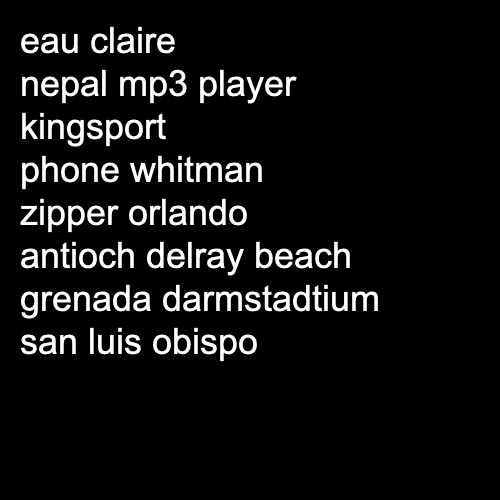 eau claire
nepal mp3 player
kingsport
phone whitman
zipper orlando
antioch delray beach
grenada darmstadtium
san luis obispo